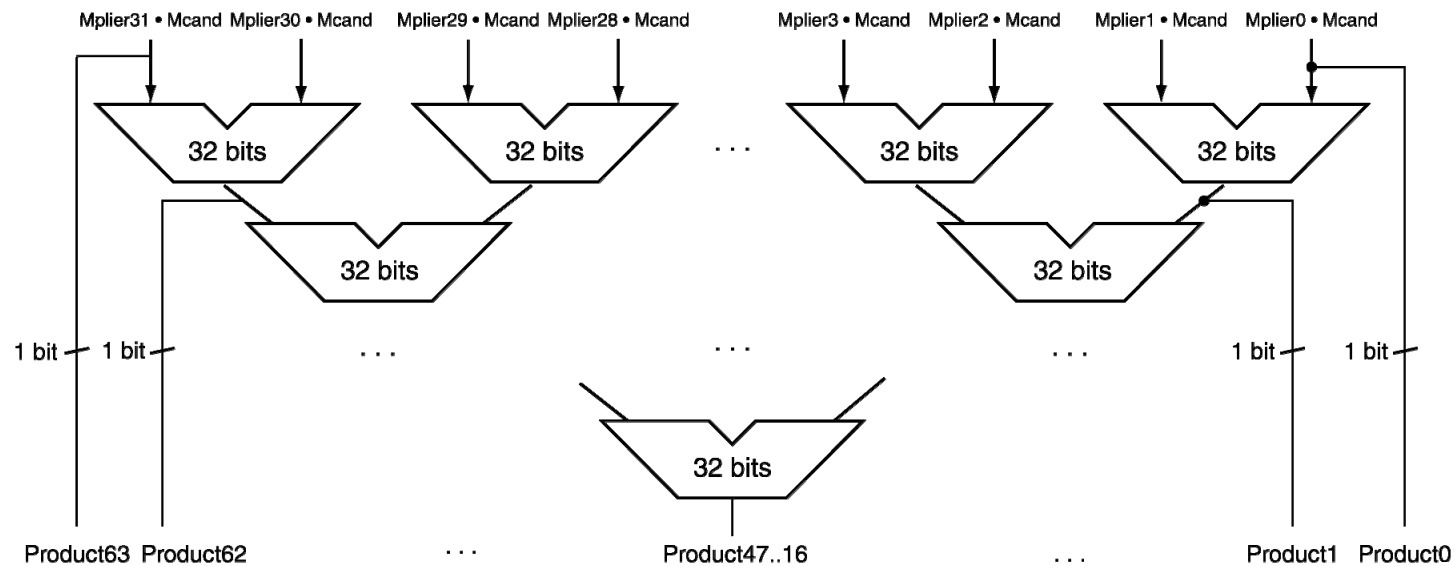 Mplier31 • Mcand Mplier30 • Mcand Mplier29 • Mcand Mplier28 • Mcand Mplier3 • Mcand Mplier2 • Mcand Mplier1 • Mcand Mplier0 • Mcand
32 bits 32 bits . . . 32 bits 32 bits
32 bits 32 bits
1 bit 1 bit . . . . . . . . . 1 bit 1 bit
32 bits
Product63 Product62 . . . Product47..16 . . . Product1 Product0